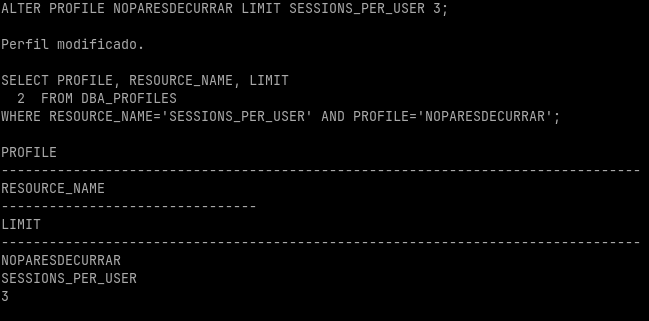 ALTER PROFILE NOPARESDECURRAR LIMIT SESSIONS_PER_USER 3;
Perfil modificado.
SELECT PROFILE, RESOURCE_NAME, LIMIT
  2  FROM DBA_PROFILES
WHERE RESOURCE_NAME='SESSIONS_PER_USER' AND PROFILE='NOPARESDECURRAR';
PROFILE
--------------------------------------------------------------------------------
RESOURCE_NAME
--------------------------------
LIMIT
--------------------------------------------------------------------------------
NOPARESDECURRAR
SESSIONS_PER_USER
3